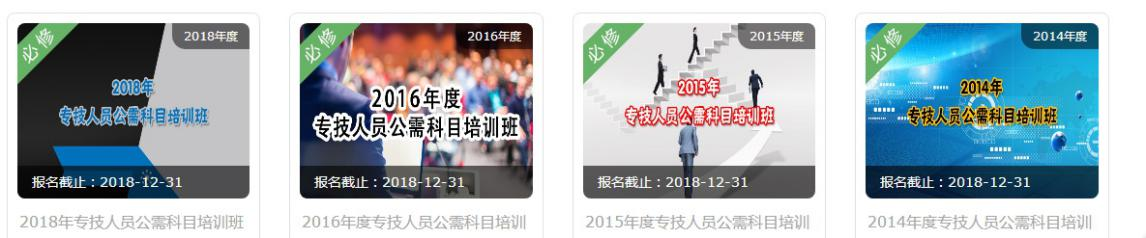 必修
2018年度
2018年
专技人员公需科目培训班
报名截止：2018-12-31
2018年专技人员公需科目培训班
必修
2016年度
2016年度
专技人员公需科目培训班
报名截止：2018-12-31
2016年度专技人员公需科目培训
必修
2015年度
2015年
专技人员公需科目培训班
报名截止：2018-12-31
2015年度专技人员公需科目培训
必修
2014年度
2014年
专技人员公需科目培训班
报名截止：2018-12-31
2014年度专技人员公需科目培训